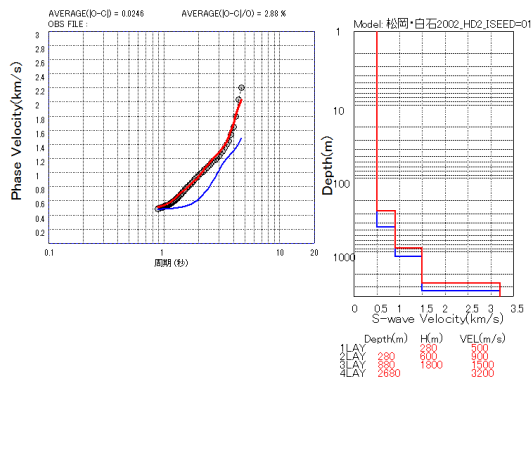 AVERAGE(|O-C|) = 0.0246 AVERAGE(|O-C|/O) = 2.88 %
OBS FILE :
Phase Velocity(km/s)
3
2.8
2.6
2.4
2.2
2
1.8
1.6
1.4
1.2
1
0.8
0.6
0.4
0.2
0.1 1 10 20
周期 (秒)
Model: 松岡・白石2002_HD2_ISEED=01
Depth(m)
1
10
100
1000
0 0.5 1 1.5 2 2.5 3 3.5
S-wave Velocity(km/s)
Depth(m) H(m) VEL(m/s)
1LAY 280 500
2LAY 280 600 900
3LAY 880 1800 1500
4LAY 2680 3200